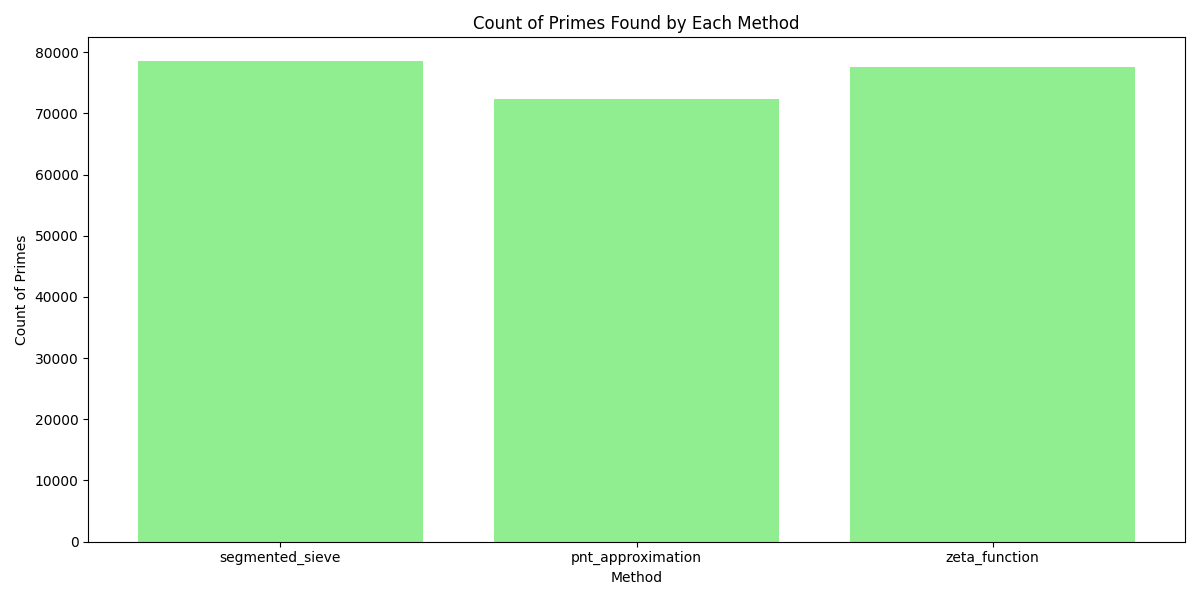 Count of Primes Found by Each Method
Count of Primes
80000
70000
60000
50000
40000
30000
20000
10000
0
segmented_sieve
pnt_approximation
zeta_function
Method